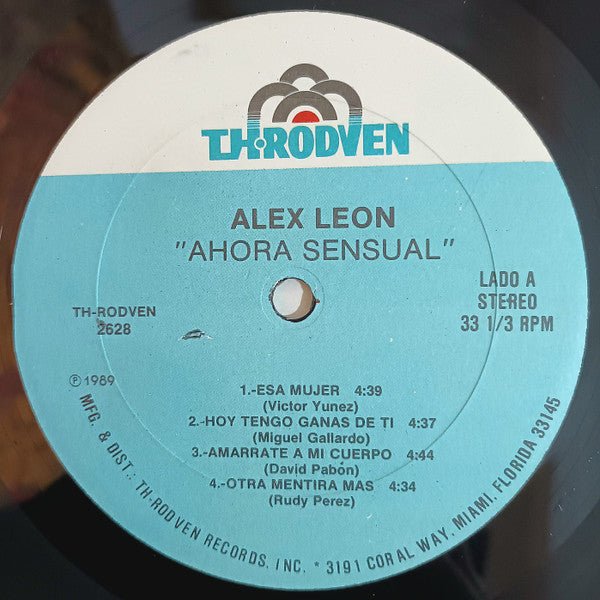 TH·RODVEN
ALEX LEON
"AHORA SENSUAL"
LADO A
STEREO
33 1/3 RPM
TH-RODVEN
2628
℗ 1989
1.-ESA MUJER 4:39
(Victor Yunez)
2.-HOY TENGO GANAS DE TI 4:37
(Miguel Gallardo)
3.-AMARRATE A MI CUERPO 4:44
(David Pabón)
4.-OTRA MENTIRA MAS 4:34
(Rudy Perez)
MFG. & DIST.: TH-RODVEN RECORDS, INC. * 3191 CORAL WAY, MIAMI, FLORIDA 33145